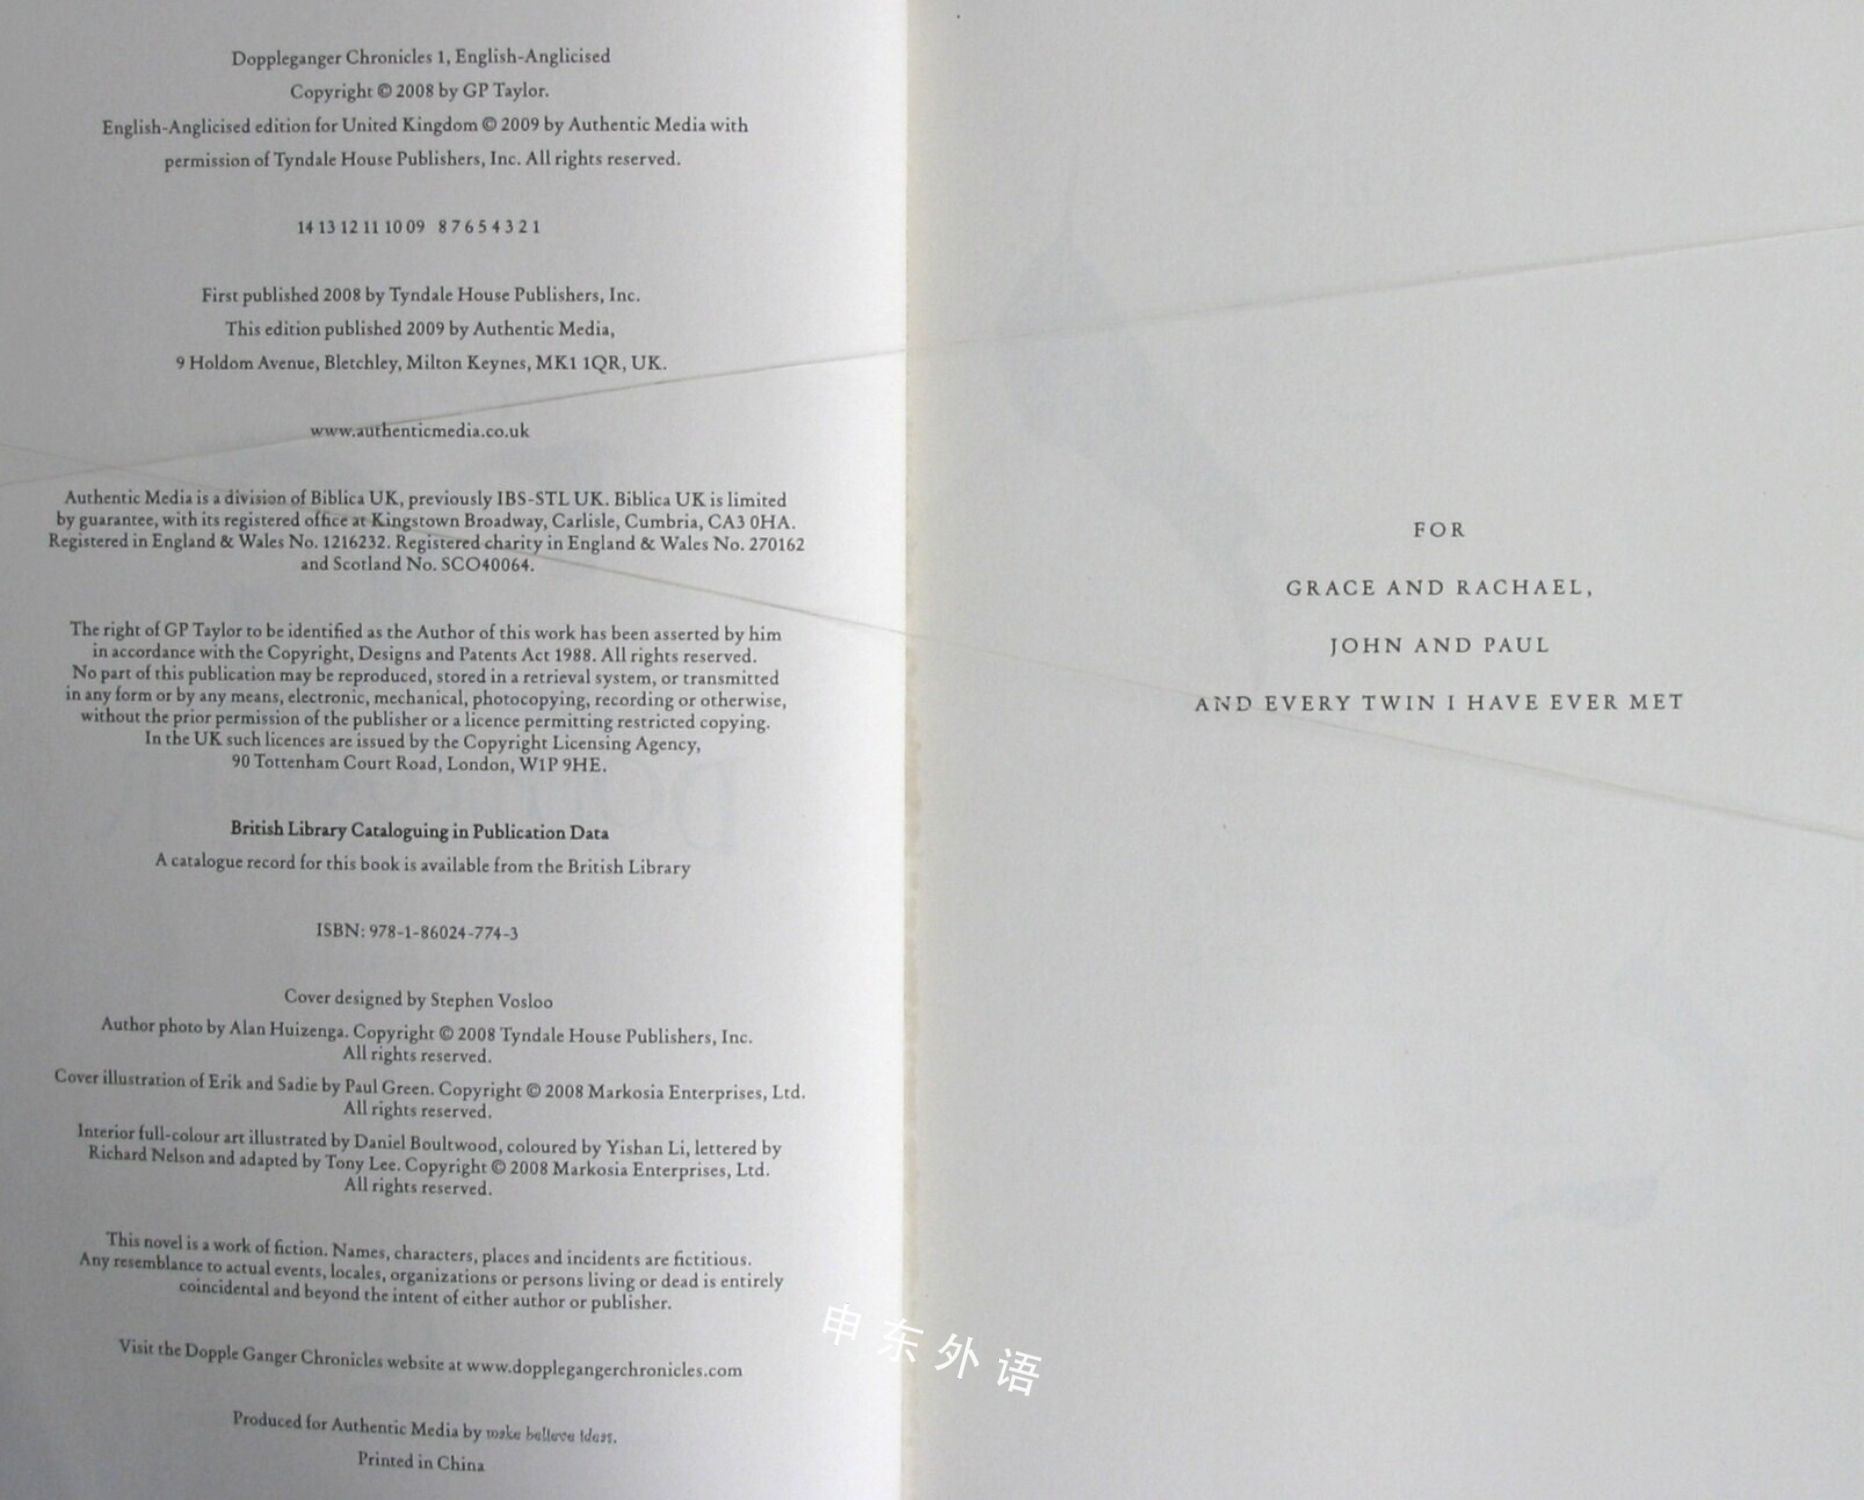 Doppleganger Chronicles 1, English-Anglicised
Copyright © 2008 by GP Taylor.
English-Anglicised edition for United Kingdom © 2009 by Authentic Media with
permission of Tyndale House Publishers, Inc. All rights reserved.
14 13 12 11 10 09 8 7 6 5 4 3 2 1
First published 2008 by Tyndale House Publishers, Inc.
This edition published 2009 by Authentic Media,
9 Holdom Avenue, Bletchley, Milton Keynes, MK1 1QR, UK.
www.authenticmedia.co.uk
Authentic Media is a division of Biblica UK, previously IBS-STL UK. Biblica UK is limited
by guarantee, with its registered office at Kingstown Broadway, Carlisle, Cumbria, CA3 0HA.
Registered in England & Wales No. 1216232. Registered charity in England & Wales No. 270162
and Scotland No. SCO40064.
The right of GP Taylor to be identified as the Author of this work has been asserted by him
in accordance with the Copyright, Designs and Patents Act 1988. All rights reserved.
No part of this publication may be reproduced, stored in a retrieval system, or transmitted
in any form or by any means, electronic, mechanical, photocopying, recording or otherwise,
without the prior permission of the publisher or a licence permitting restricted copying.
In the UK such licences are issued by the Copyright Licensing Agency,
90 Tottenham Court Road, London, W1P 9HE.
British Library Cataloguing in Publication Data
A catalogue record for this book is available from the British Library
ISBN: 978-1-86024-774-3
Cover designed by Stephen Vosloo
Author photo by Alan Huizenga. Copyright © 2008 Tyndale House Publishers, Inc.
All rights reserved.
Cover illustration of Erik and Sadie by Paul Green. Copyright © 2008 Markosia Enterprises, Ltd.
All rights reserved.
Interior full-colour art illustrated by Daniel Boultwood, coloured by Yishan Li, lettered by
Richard Nelson and adapted by Tony Lee. Copyright © 2008 Markosia Enterprises, Ltd.
All rights reserved.
This novel is a work of fiction. Names, characters, places and incidents are fictitious.
Any resemblance to actual events, locales, organizations or persons living or dead is entirely
coincidental and beyond the intent of either author or publisher.
Visit the Dopple Ganger Chronicles website at www.dopplegangerchronicles.com
Produced for Authentic Media by make believe ideas.
Printed in China
FOR
GRACE AND RACHAEL,
JOHN AND PAUL
AND EVERY TWIN I HAVE EVER MET
申东外语